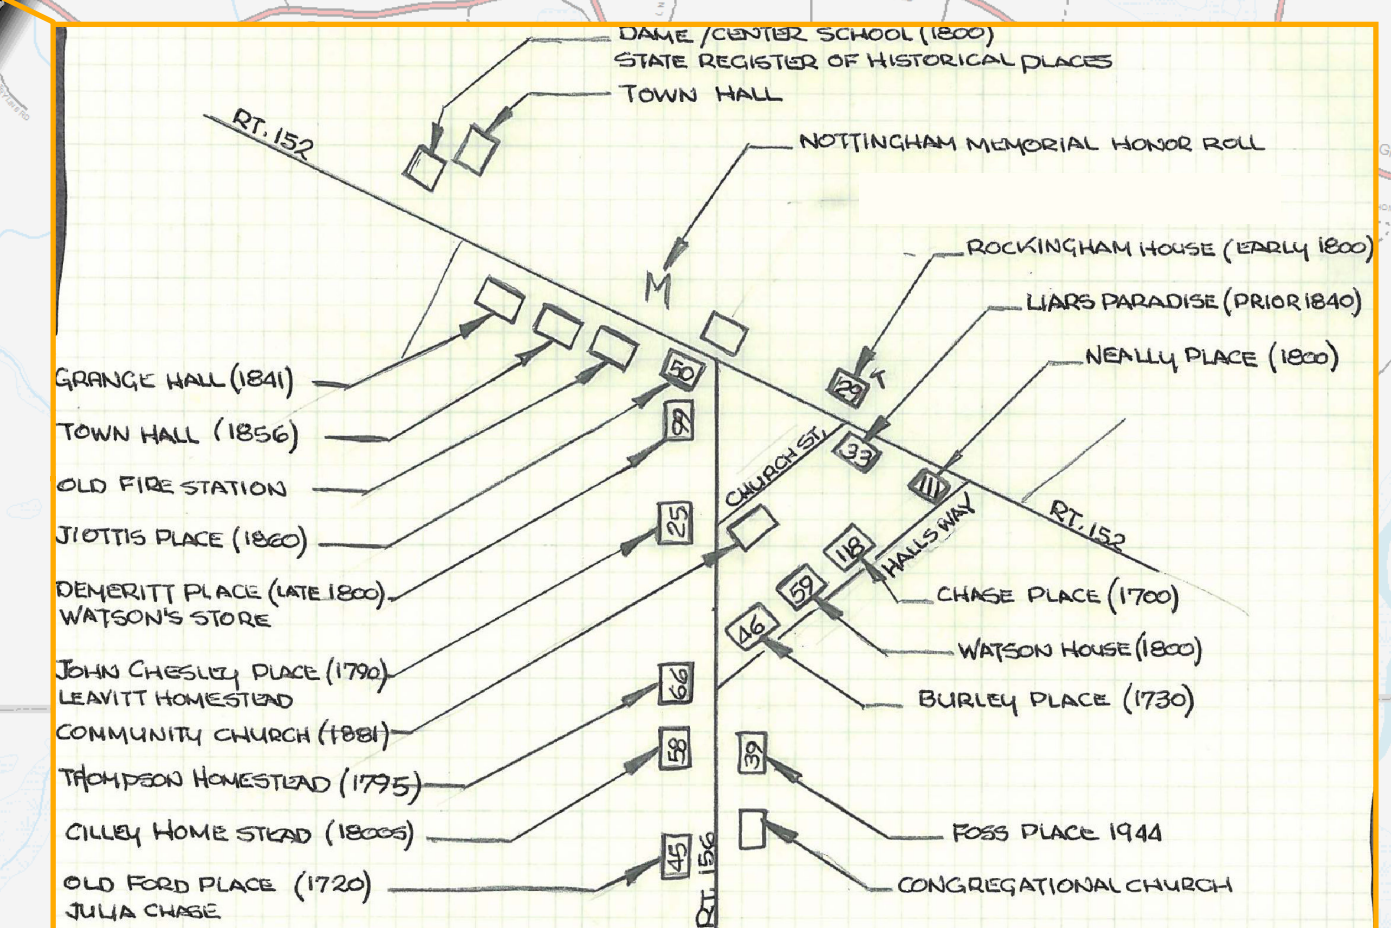 DAME/CENTER SCHOOL (1800)
STATE REGISTER OF HISTORICAL PLACES
TOWN HALL
RT. 152
NOTTINGHAM MEMORIAL HONOR ROLL
ROCKINGHAM HOUSE (EARLY 1800)
M
LIARS PARADISE (PRIOR 1840)
NEALLY PLACE (1800)
GRANGE HALL (1841)
50
129
TOWN HALL (1856)
33
CHURCH ST.
OLD FIRE STATION
111
25
RT. 152
JIOTTIS PLACE (1860)
118
HALLS WAY
DEMERITT PLACE (LATE 1800)
WATSON'S STORE
59
CHASE PLACE (1700)
46
WATSON HOUSE (1800)
JOHN CHESLEY PLACE (1790)
LEAVITT HOMESTEAD
66
BURLEY PLACE (1730)
COMMUNITY CHURCH (1881)
58
39
THOMPSON HOMESTEAD (1795)
CILLEY HOME STEAD (1800S)
FOSS PLACE 1944
45
RT. 156
OLD FORD PLACE (1720)
JULIA CHASE
CONGREGATIONAL CHURCH